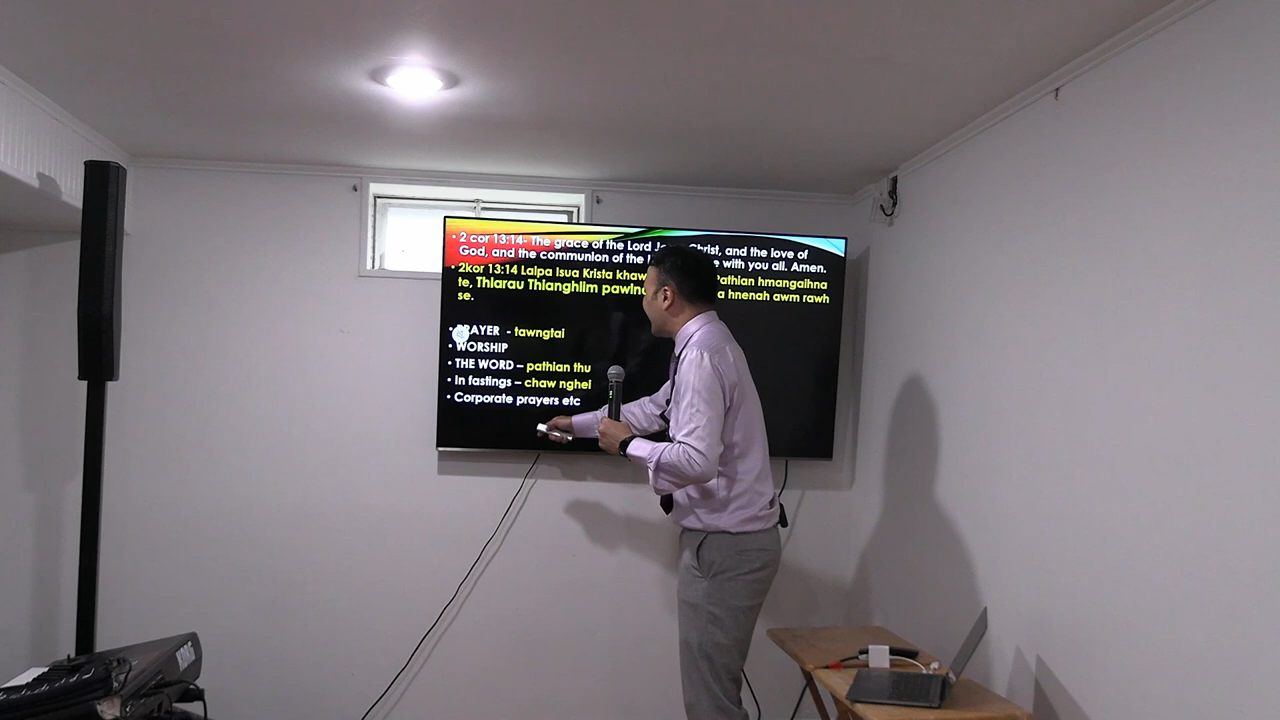 • 2 cor 13:14- The grace of the Lord Christ, and the love of
God, and the communion of the with you all. Amen.
• 2kor 13:14 Lalpa Isua Krista Pathian hmangaihna
te, Thiarau Thianghlim hnenah awm rawh
se.
• PRAYER - tawngtai
• WORSHIP
• THE WORD – pathian thu
• In fastings – chaw nghei
• Corporate prayers etc
KORG